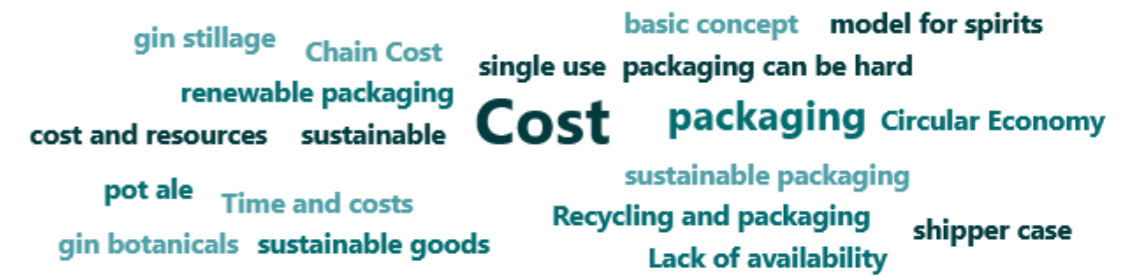 basic concept
model for spirits
gin stillage
Chain Cost
single use
packaging can be hard
renewable packaging
Cost
packaging
Circular Economy
cost and resources
sustainable
sustainable packaging
pot ale
Time and costs
Recycling and packaging
shipper case
gin botanicals
sustainable goods
Lack of availability